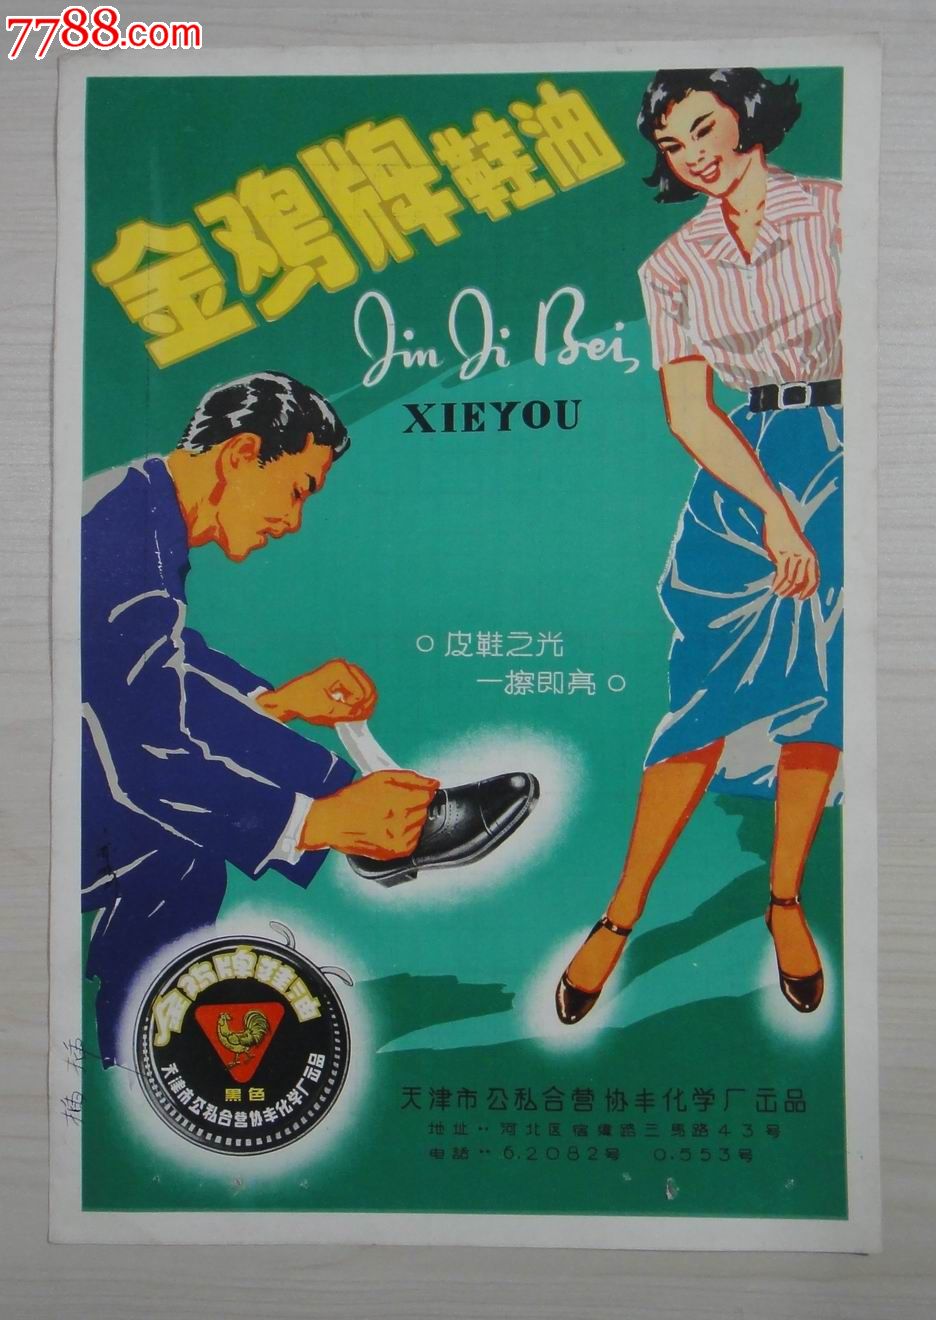 7788.com
金鸡牌鞋油
Jin Ji Bei
XIEYOU
皮鞋之光
一擦即亮
金鸡牌鞋油
黑色
天津市公私合营协丰化学厂出品
天津市公私合营协丰化学厂出品
地址：河北区宿纬路三马路43号
电話：6.2082号 0.553号